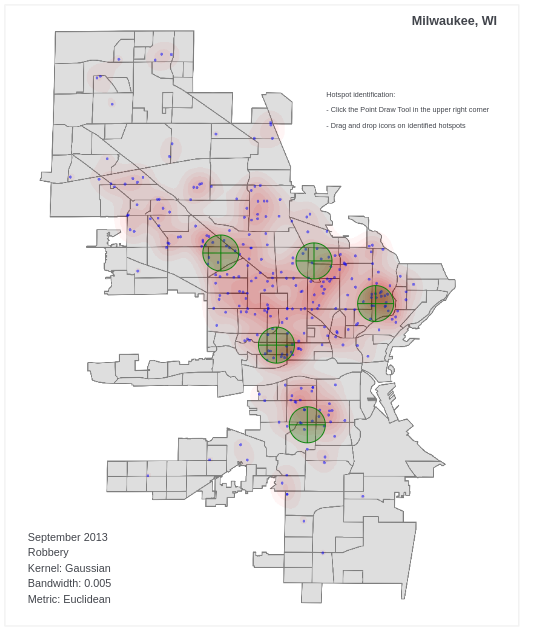 Milwaukee, WI
Hotspot identification:
- Click the Point Draw Tool in the upper right corner
- Drag and drop icons on identified hotspots
September 2013
Robbery
Kernel: Gaussian
Bandwidth: 0.005
Metric: Euclidean